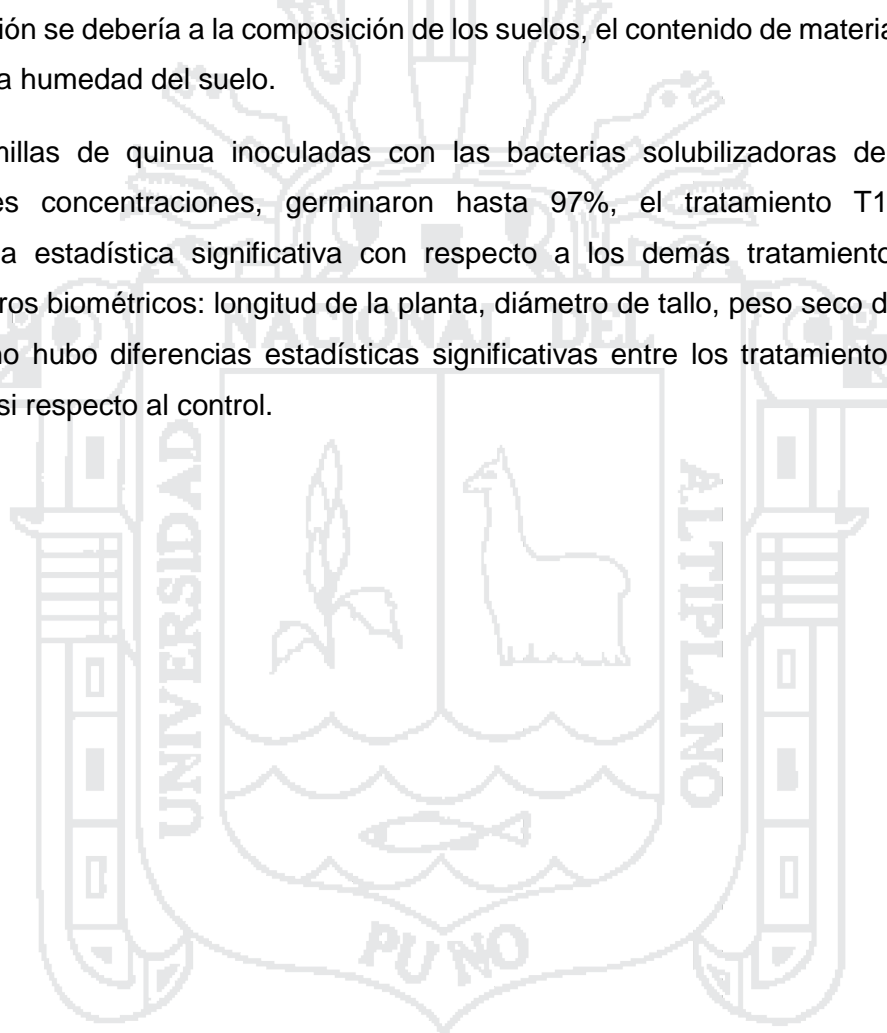 ión se debería a la composición de los suelos, el contenido de materia
a humedad del suelo.
nillas de quinua inoculadas con las bacterias solubilizadoras de
es concentraciones, germinaron hasta 97%, el tratamiento T1
a estadística significativa con respecto a los demás tratamiento
ros biométricos: longitud de la planta, diámetro de tallo, peso seco d
no hubo diferencias estadísticas significativas entre los tratamiento
si respecto al control.
NACIONAL DEL
UNIVERSIDAD
ALTIPLANO
PUNO